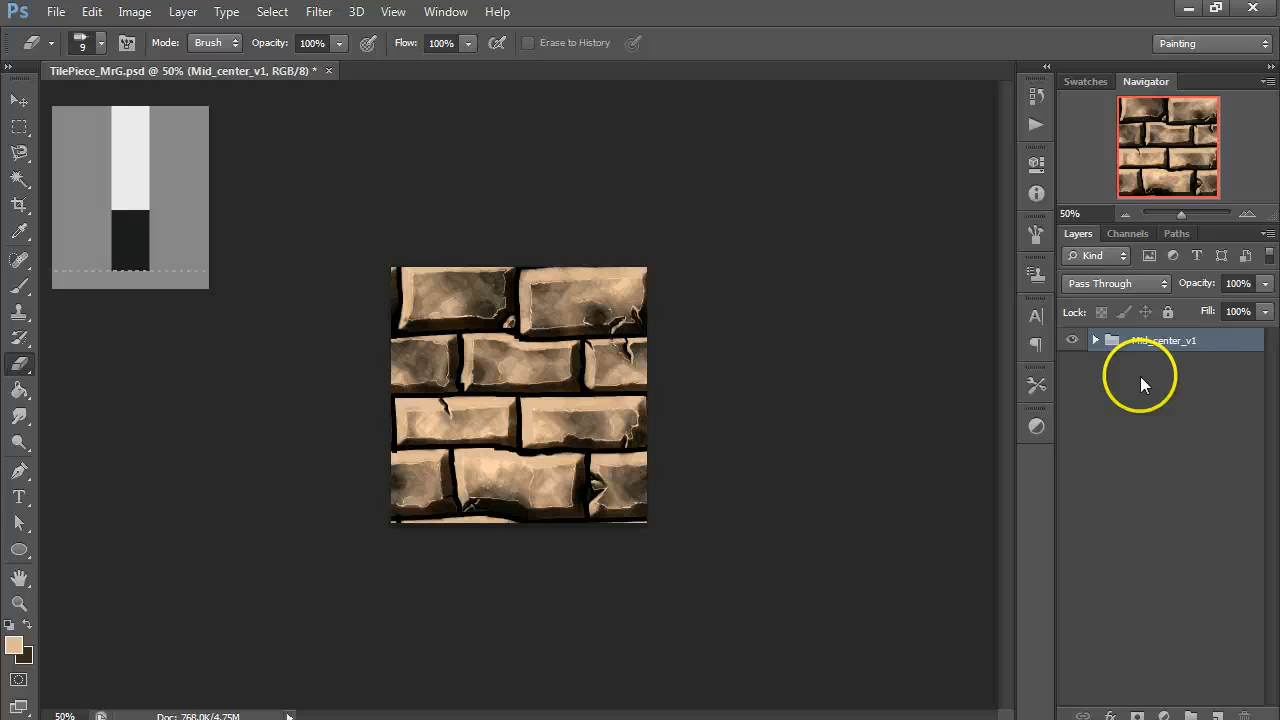 Ps File Edit Image Layer Type Select Filter 3D View Window Help
9 Mode: Brush Opacity: 100% Flow: 100% Erase to History Painting
TilePiece_MrG.psd @ 50% (Mid_center_v1, RGB/8) * ×
Swatches Navigator
50%
Layers Channels Paths
Kind
Pass Through Opacity: 100%
Lock: Fill: 100%
Mid_center_v1
50% Doc: 768.0K/4.75M